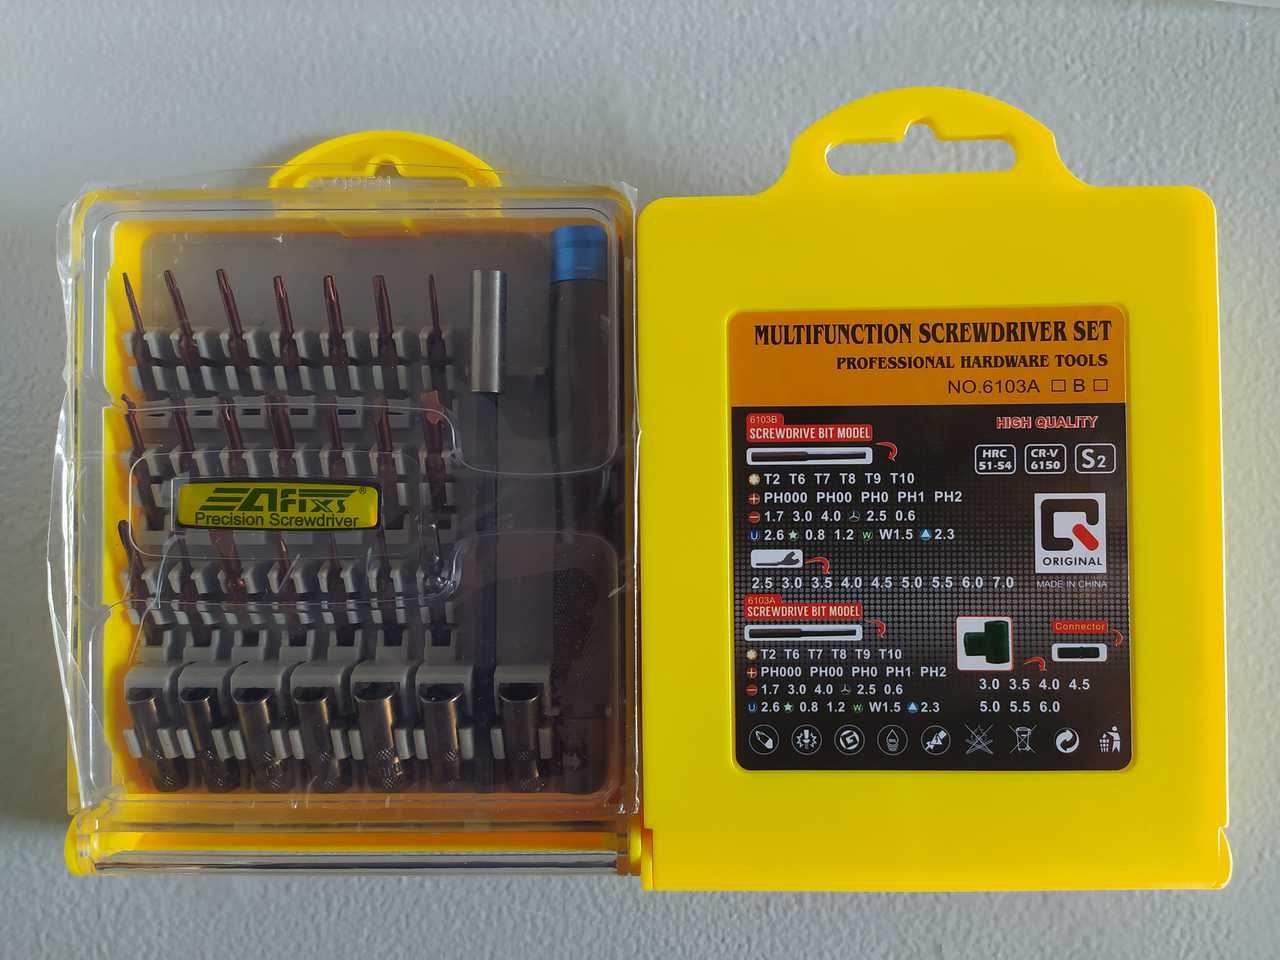 OPEN
EAfixs®
Precision Screwdriver
MULTIFUNCTION SCREWDRIVER SET
PROFESSIONAL HARDWARE TOOLS
NO.6103A □ B □
6103B
SCREWDRIVE BIT MODEL
HIGH QUALITY
HRC 51-54
CR-V 6150
S2
T2 T6 T7 T8 T9 T10
PH000 PH00 PH0 PH1 PH2
1.7 3.0 4.0 2.5 0.6
U 2.6 0.8 1.2 W W1.5 2.3
ORIGINAL
MADE IN CHINA
2.5 3.0 3.5 4.0 4.5 5.0 5.5 6.0 7.0
6103A
SCREWDRIVE BIT MODEL
T2 T6 T7 T8 T9 T10
PH000 PH00 PH0 PH1 PH2
1.7 3.0 4.0 2.5 0.6
U 2.6 0.8 1.2 W W1.5 2.3
Connector
3.0 3.5 4.0 4.5
5.0 5.5 6.0